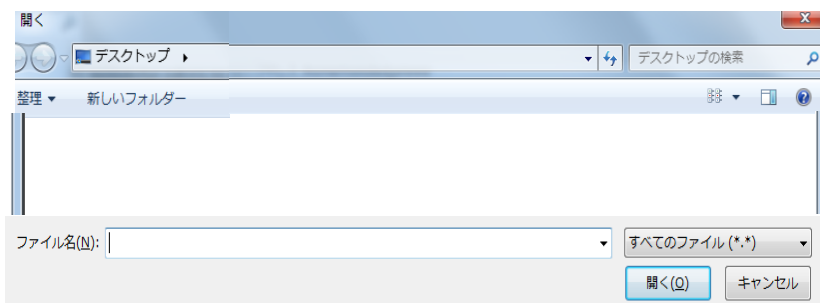 開く
デスクトップ
デスクトップの検索
整理 新しいフォルダー
ファイル名(N):
すべてのファイル (*.*)
開く(O) キャンセル